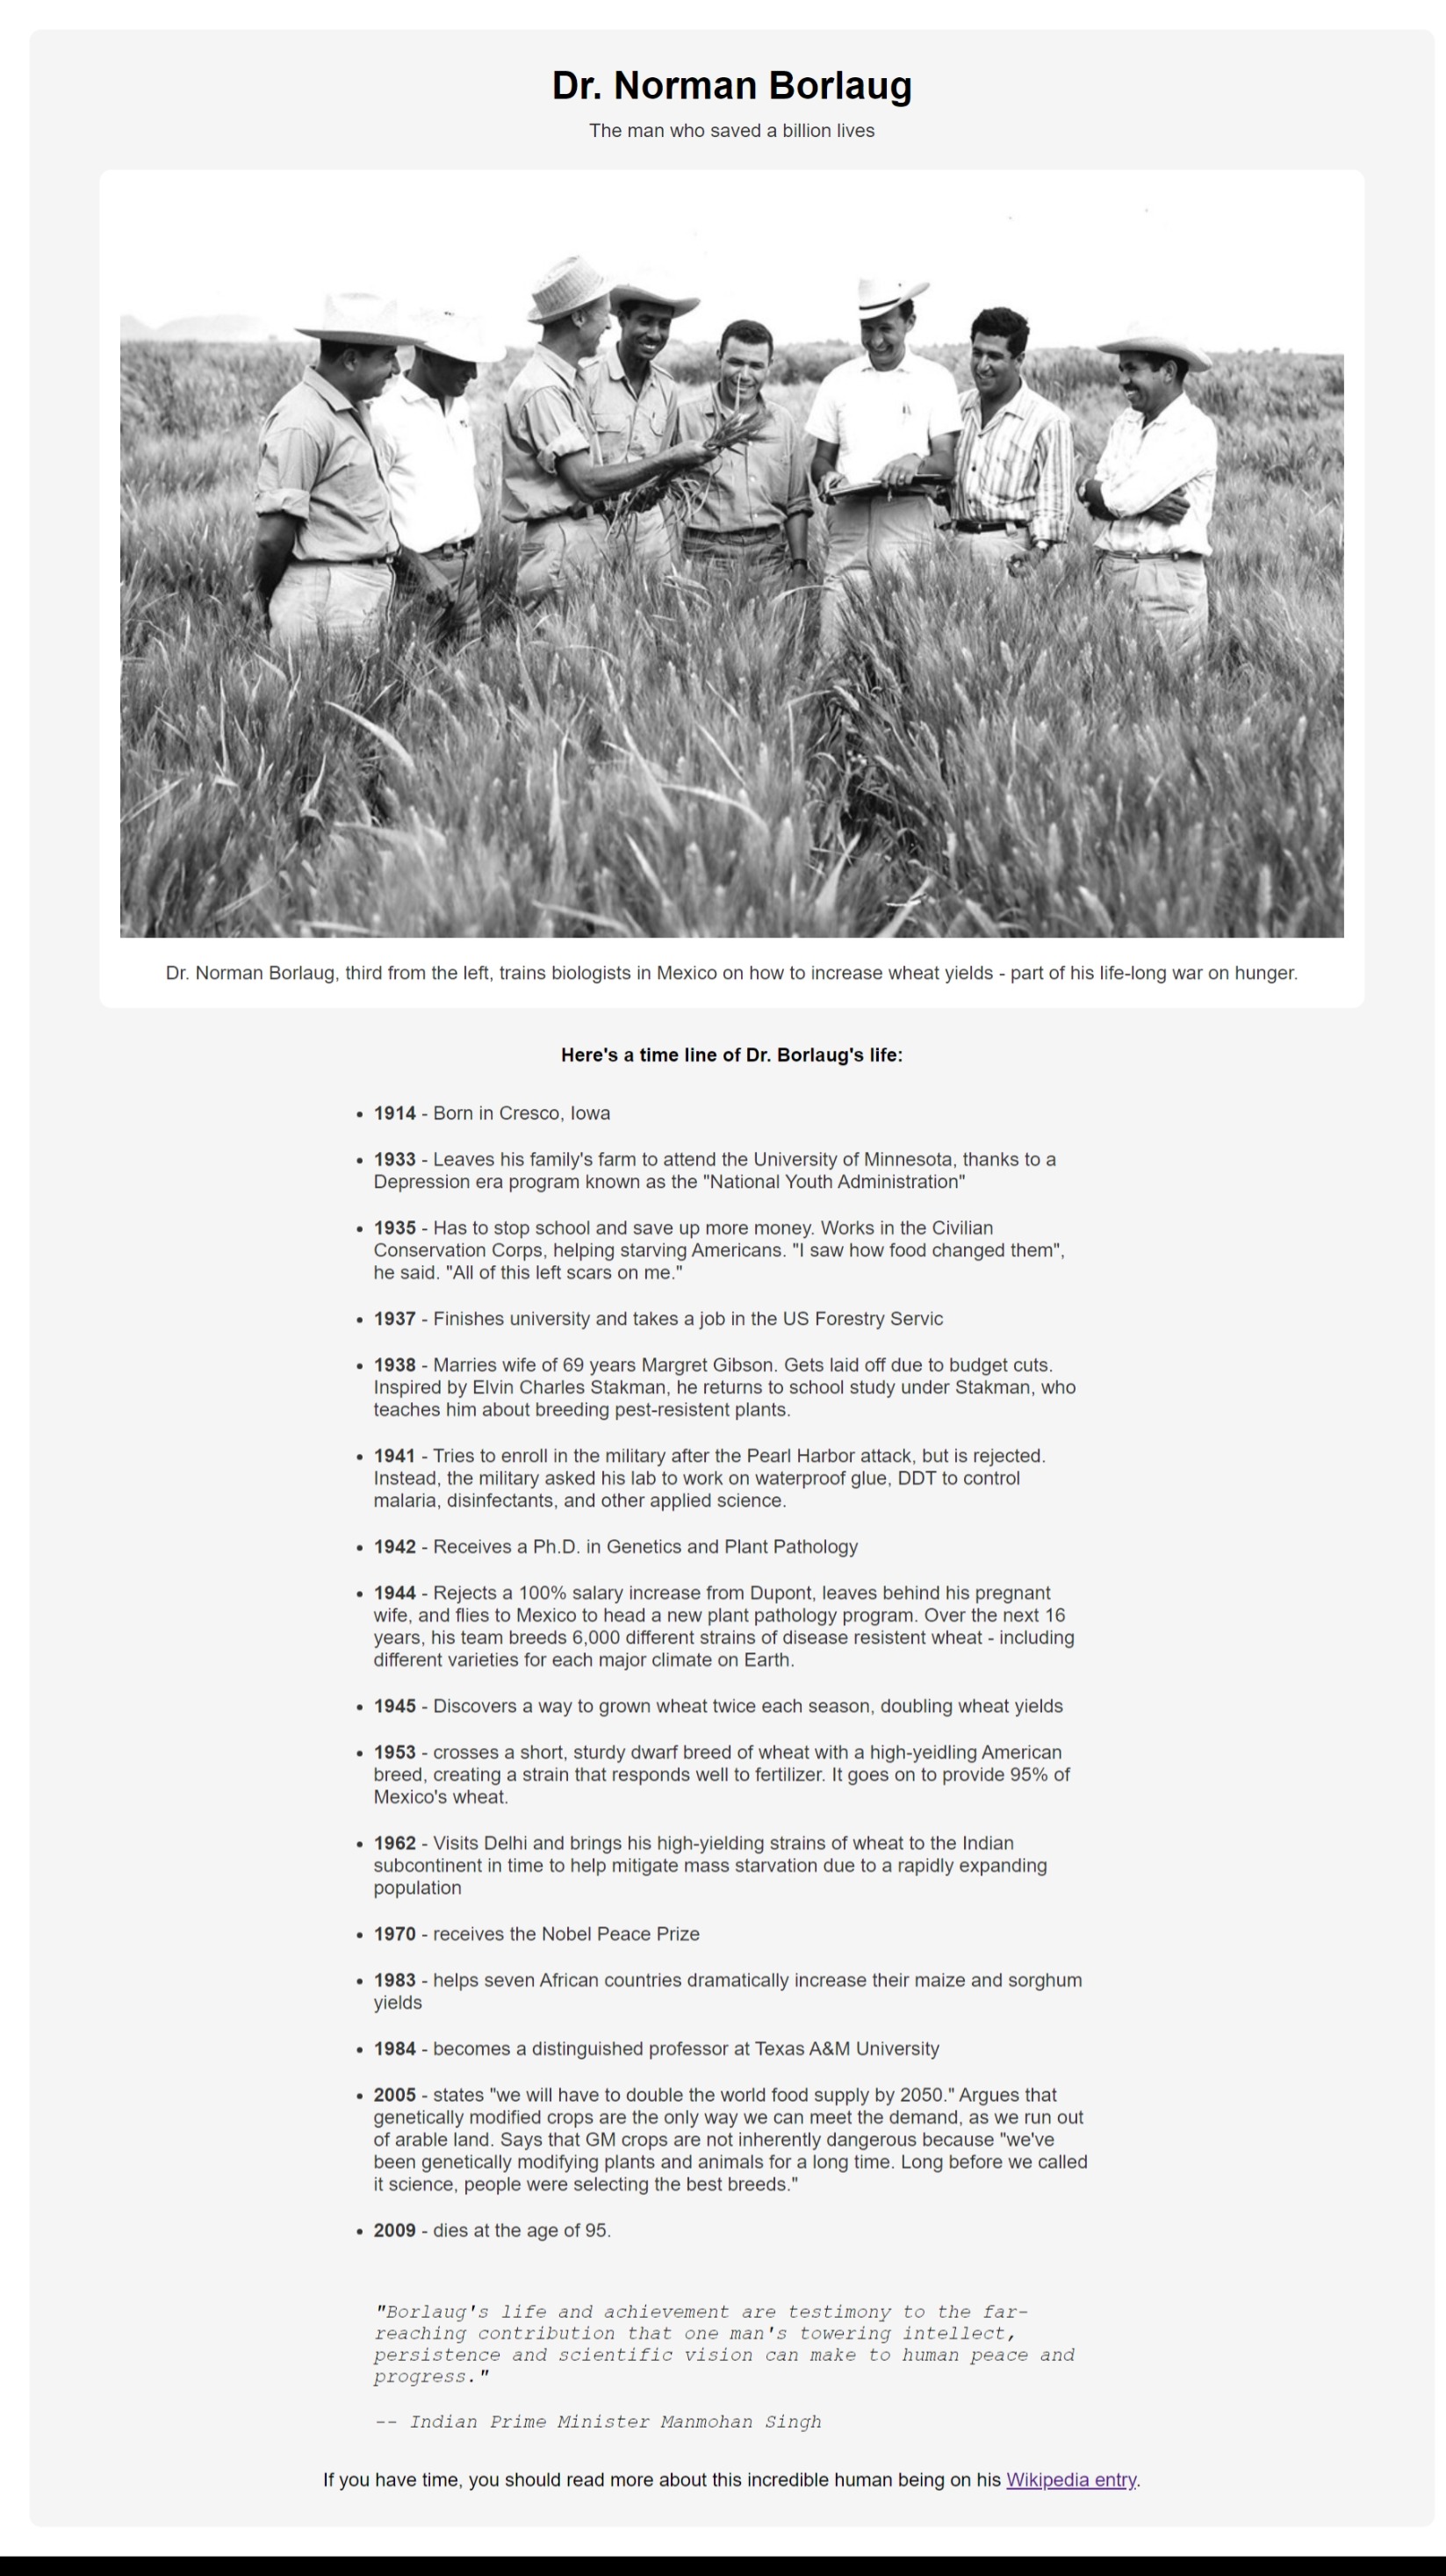 Dr. Norman Borlaug
The man who saved a billion lives
Dr. Norman Borlaug, third from the left, trains biologists in Mexico on how to increase wheat yields - part of his life-long war on hunger.
Here's a time line of Dr. Borlaug's life:
• 1914 - Born in Cresco, Iowa
• 1933 - Leaves his family's farm to attend the University of Minnesota, thanks to a
Depression era program known as the "National Youth Administration"
• 1935 - Has to stop school and save up more money. Works in the Civilian
Conservation Corps, helping starving Americans. "I saw how food changed them",
he said. "All of this left scars on me."
• 1937 - Finishes university and takes a job in the US Forestry Servic
• 1938 - Marries wife of 69 years Margret Gibson. Gets laid off due to budget cuts.
Inspired by Elvin Charles Stakman, he returns to school study under Stakman, who
teaches him about breeding pest-resistent plants.
• 1941 - Tries to enroll in the military after the Pearl Harbor attack, but is rejected.
Instead, the military asked his lab to work on waterproof glue, DDT to control
malaria, disinfectants, and other applied science.
• 1942 - Receives a Ph.D. in Genetics and Plant Pathology
• 1944 - Rejects a 100% salary increase from Dupont, leaves behind his pregnant
wife, and flies to Mexico to head a new plant pathology program. Over the next 16
years, his team breeds 6,000 different strains of disease resistent wheat - including
different varieties for each major climate on Earth.
• 1945 - Discovers a way to grown wheat twice each season, doubling wheat yields
• 1953 - crosses a short, sturdy dwarf breed of wheat with a high-yeidling American
breed, creating a strain that responds well to fertilizer. It goes on to provide 95% of
Mexico's wheat.
• 1962 - Visits Delhi and brings his high-yielding strains of wheat to the Indian
subcontinent in time to help mitigate mass starvation due to a rapidly expanding
population
• 1970 - receives the Nobel Peace Prize
• 1983 - helps seven African countries dramatically increase their maize and sorghum
yields
• 1984 - becomes a distinguished professor at Texas A&M University
• 2005 - states "we will have to double the world food supply by 2050." Argues that
genetically modified crops are the only way we can meet the demand, as we run out
of arable land. Says that GM crops are not inherently dangerous because "we've
been genetically modifying plants and animals for a long time. Long before we called
it science, people were selecting the best breeds."
• 2009 - dies at the age of 95.
"Borlaug's life and achievement are testimony to the far-
reaching contribution that one man's towering intellect,
persistence and scientific vision can make to human peace and
progress."
-- Indian Prime Minister Manmohan Singh
If you have time, you should read more about this incredible human being on his Wikipedia entry.